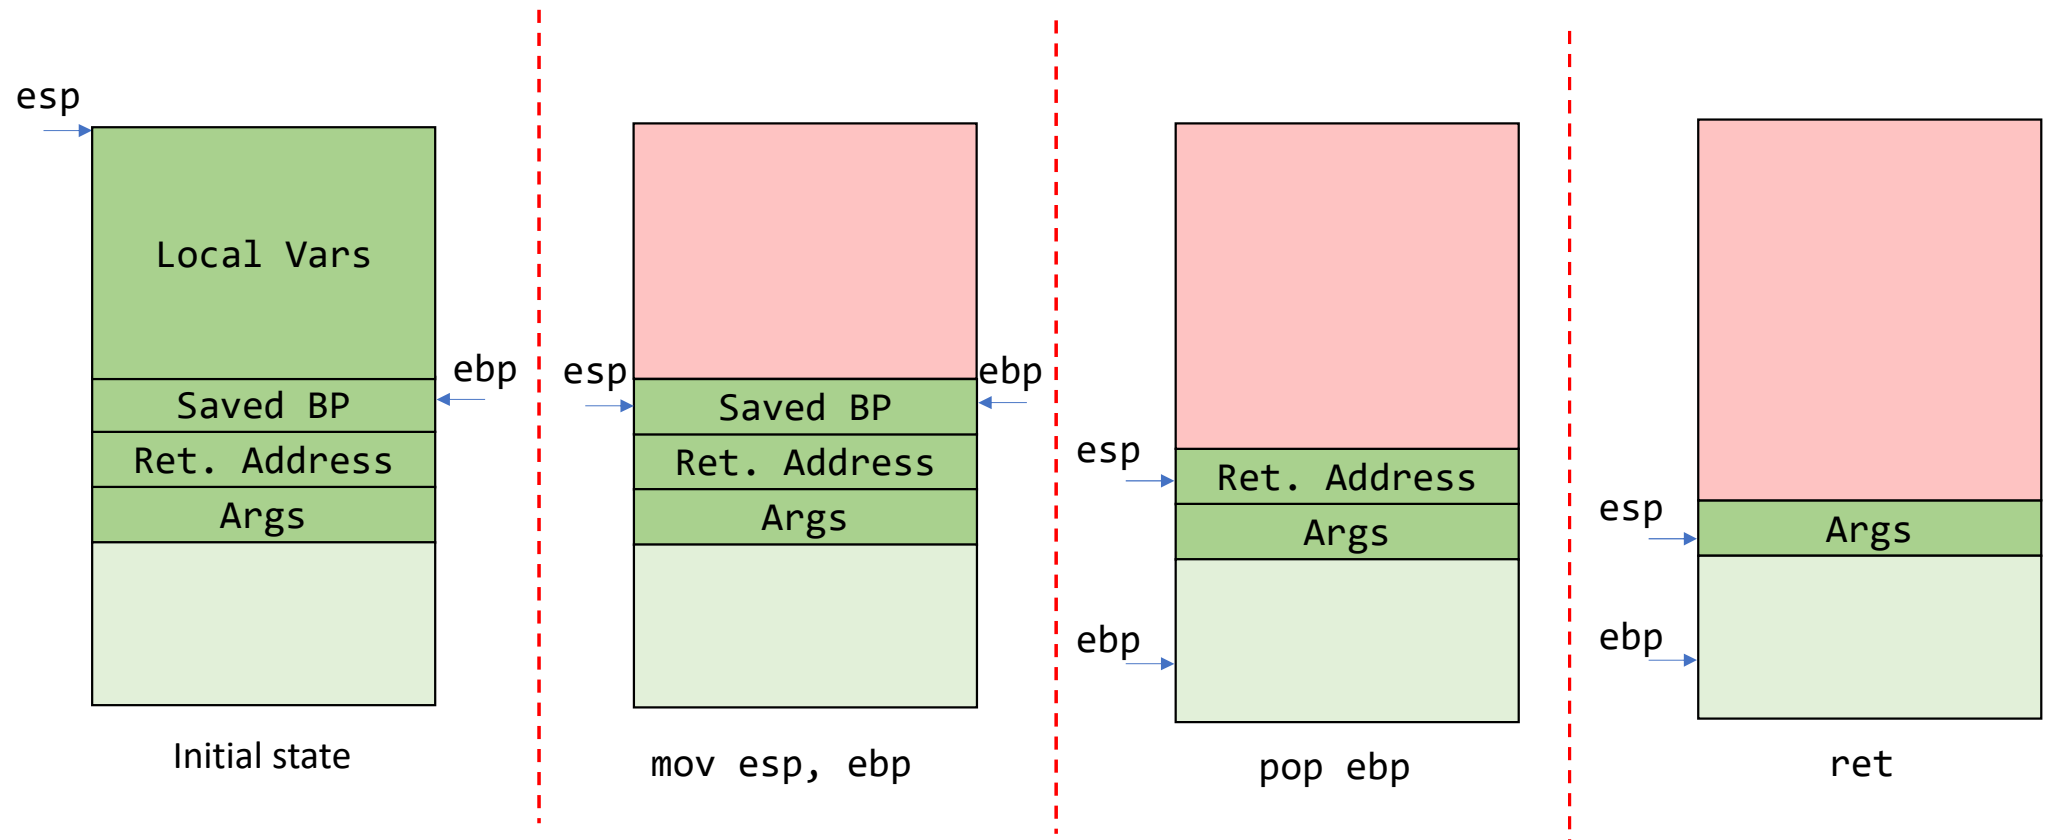 esp
Local Vars
ebp
Saved BP
Ret. Address
Args
Initial state
esp
ebp
Saved BP
Ret. Address
Args
mov esp, ebp
esp
Ret. Address
Args
ebp
pop ebp
esp
Args
ebp
ret